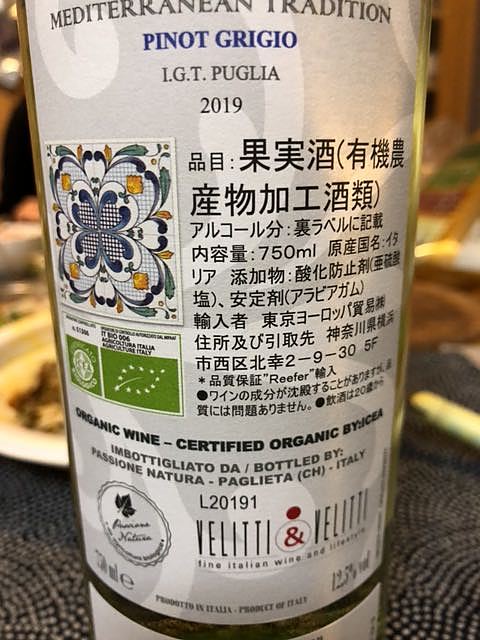 MEDITERRANEAN TRADITION
PINOT GRIGIO
I.G.T. PUGLIA
2019
品目:果実酒(有機農
産物加工酒類)
アルコール分:裏ラベルに記載
内容量:750ml 原産国名:イタ
リア 添加物:酸化防止剤(亜硫酸
塩)、安定剤(アラビアガム)
輸入者 東京ヨーロッパ貿易㈱
住所及び引取先 神奈川県横浜
市西区北幸2-9-30 5F
*品質保証"Reefer"輸入
●ワインの成分が沈殿することがありますが、品
質には問題ありません。●飲酒は20歳から
IT BIO 006
AGRICOLTURA ITALIA
AGRICULTURE ITALY
ORGANIC WINE – CERTIFIED ORGANIC BY:ICEA
IMBOTTIGLIATO DA / BOTTLED BY:
PASSIONE NATURA - PAGLIETA (CH) - ITALY
L20191
Passione
Natura
VELITTI & VELITTI
fine italian wine and lifestyle
750 ml e
12,5% vol
PRODOTTO IN ITALIA - PRODUCT OF ITALY